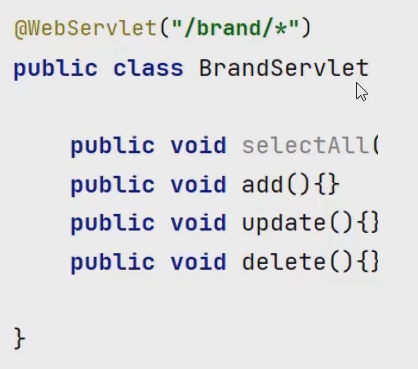 @WebServlet("/brand/*")
public class BrandServlet
public void selectAll(
public void add(){}
public void update(){}
public void delete(){}
}